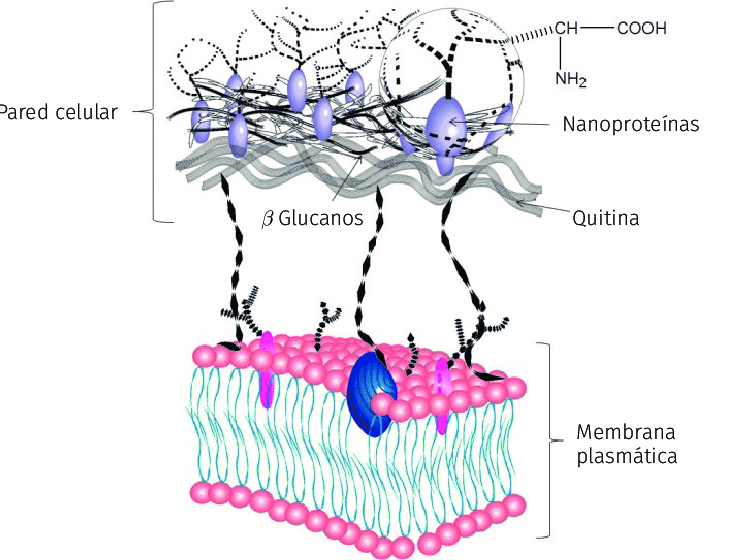 CH
COOH
NH2
Pared celular
Nanoproteínas
β Glucanos
Quitina
Membrana
plasmática